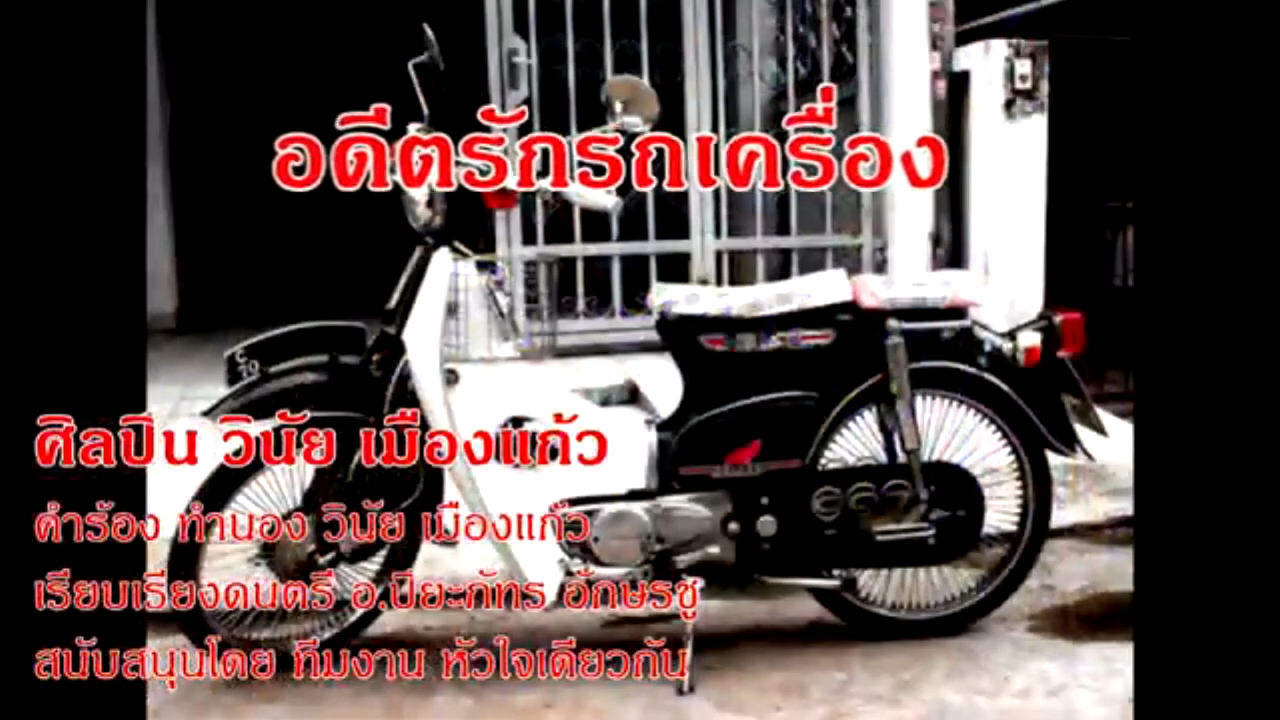 อดีตรักรถเครื่อง
C
70
ศิลปิน วินัย เมืองแก้ว
คำร้อง ทำนอง วินัย เมืองแก้ว
เรียบเรียงดนตรี อ.ปิยะภัทร อักษรชู
สนับสนุนโดย ทีมงาน หัวใจเดียวกัน